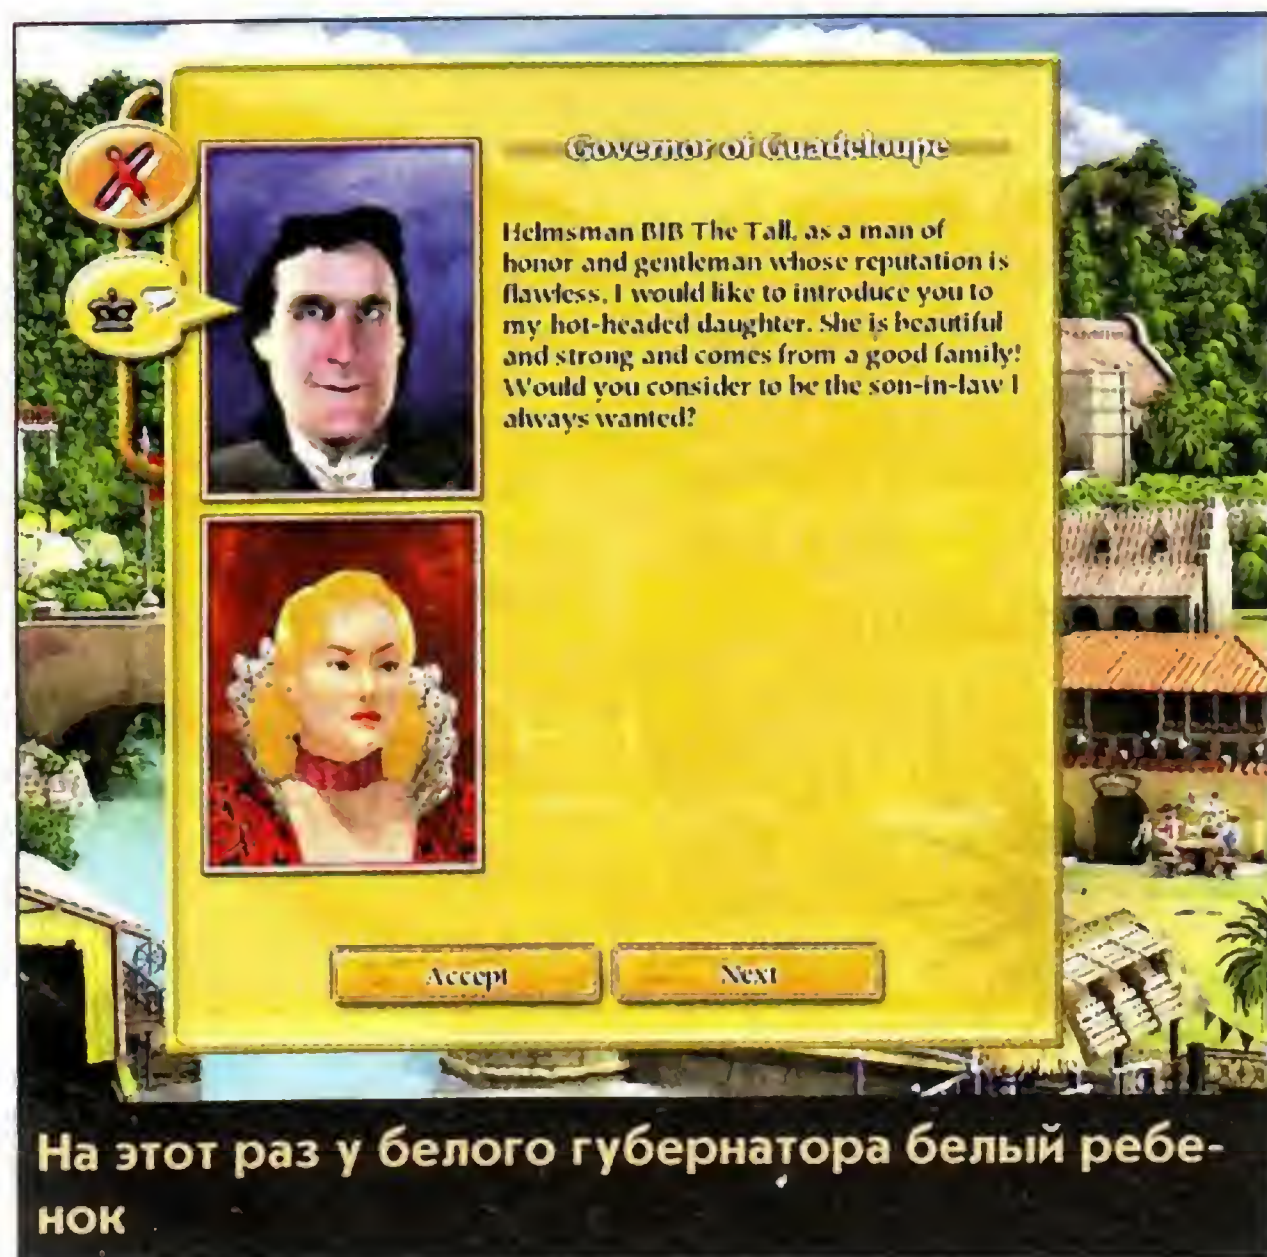 Governor of Guadeloupe
Helmsman BIB The Tall, as a man of
honor and gentleman whose reputation is
flawless, I would like to introduce you to
my hot-headed daughter. She is beautiful
and strong and comes from a good family!
Would you consider to be the son-in-law I
always wanted?
Accept
Next
На этот раз у белого губернатора белый ребе-
нок